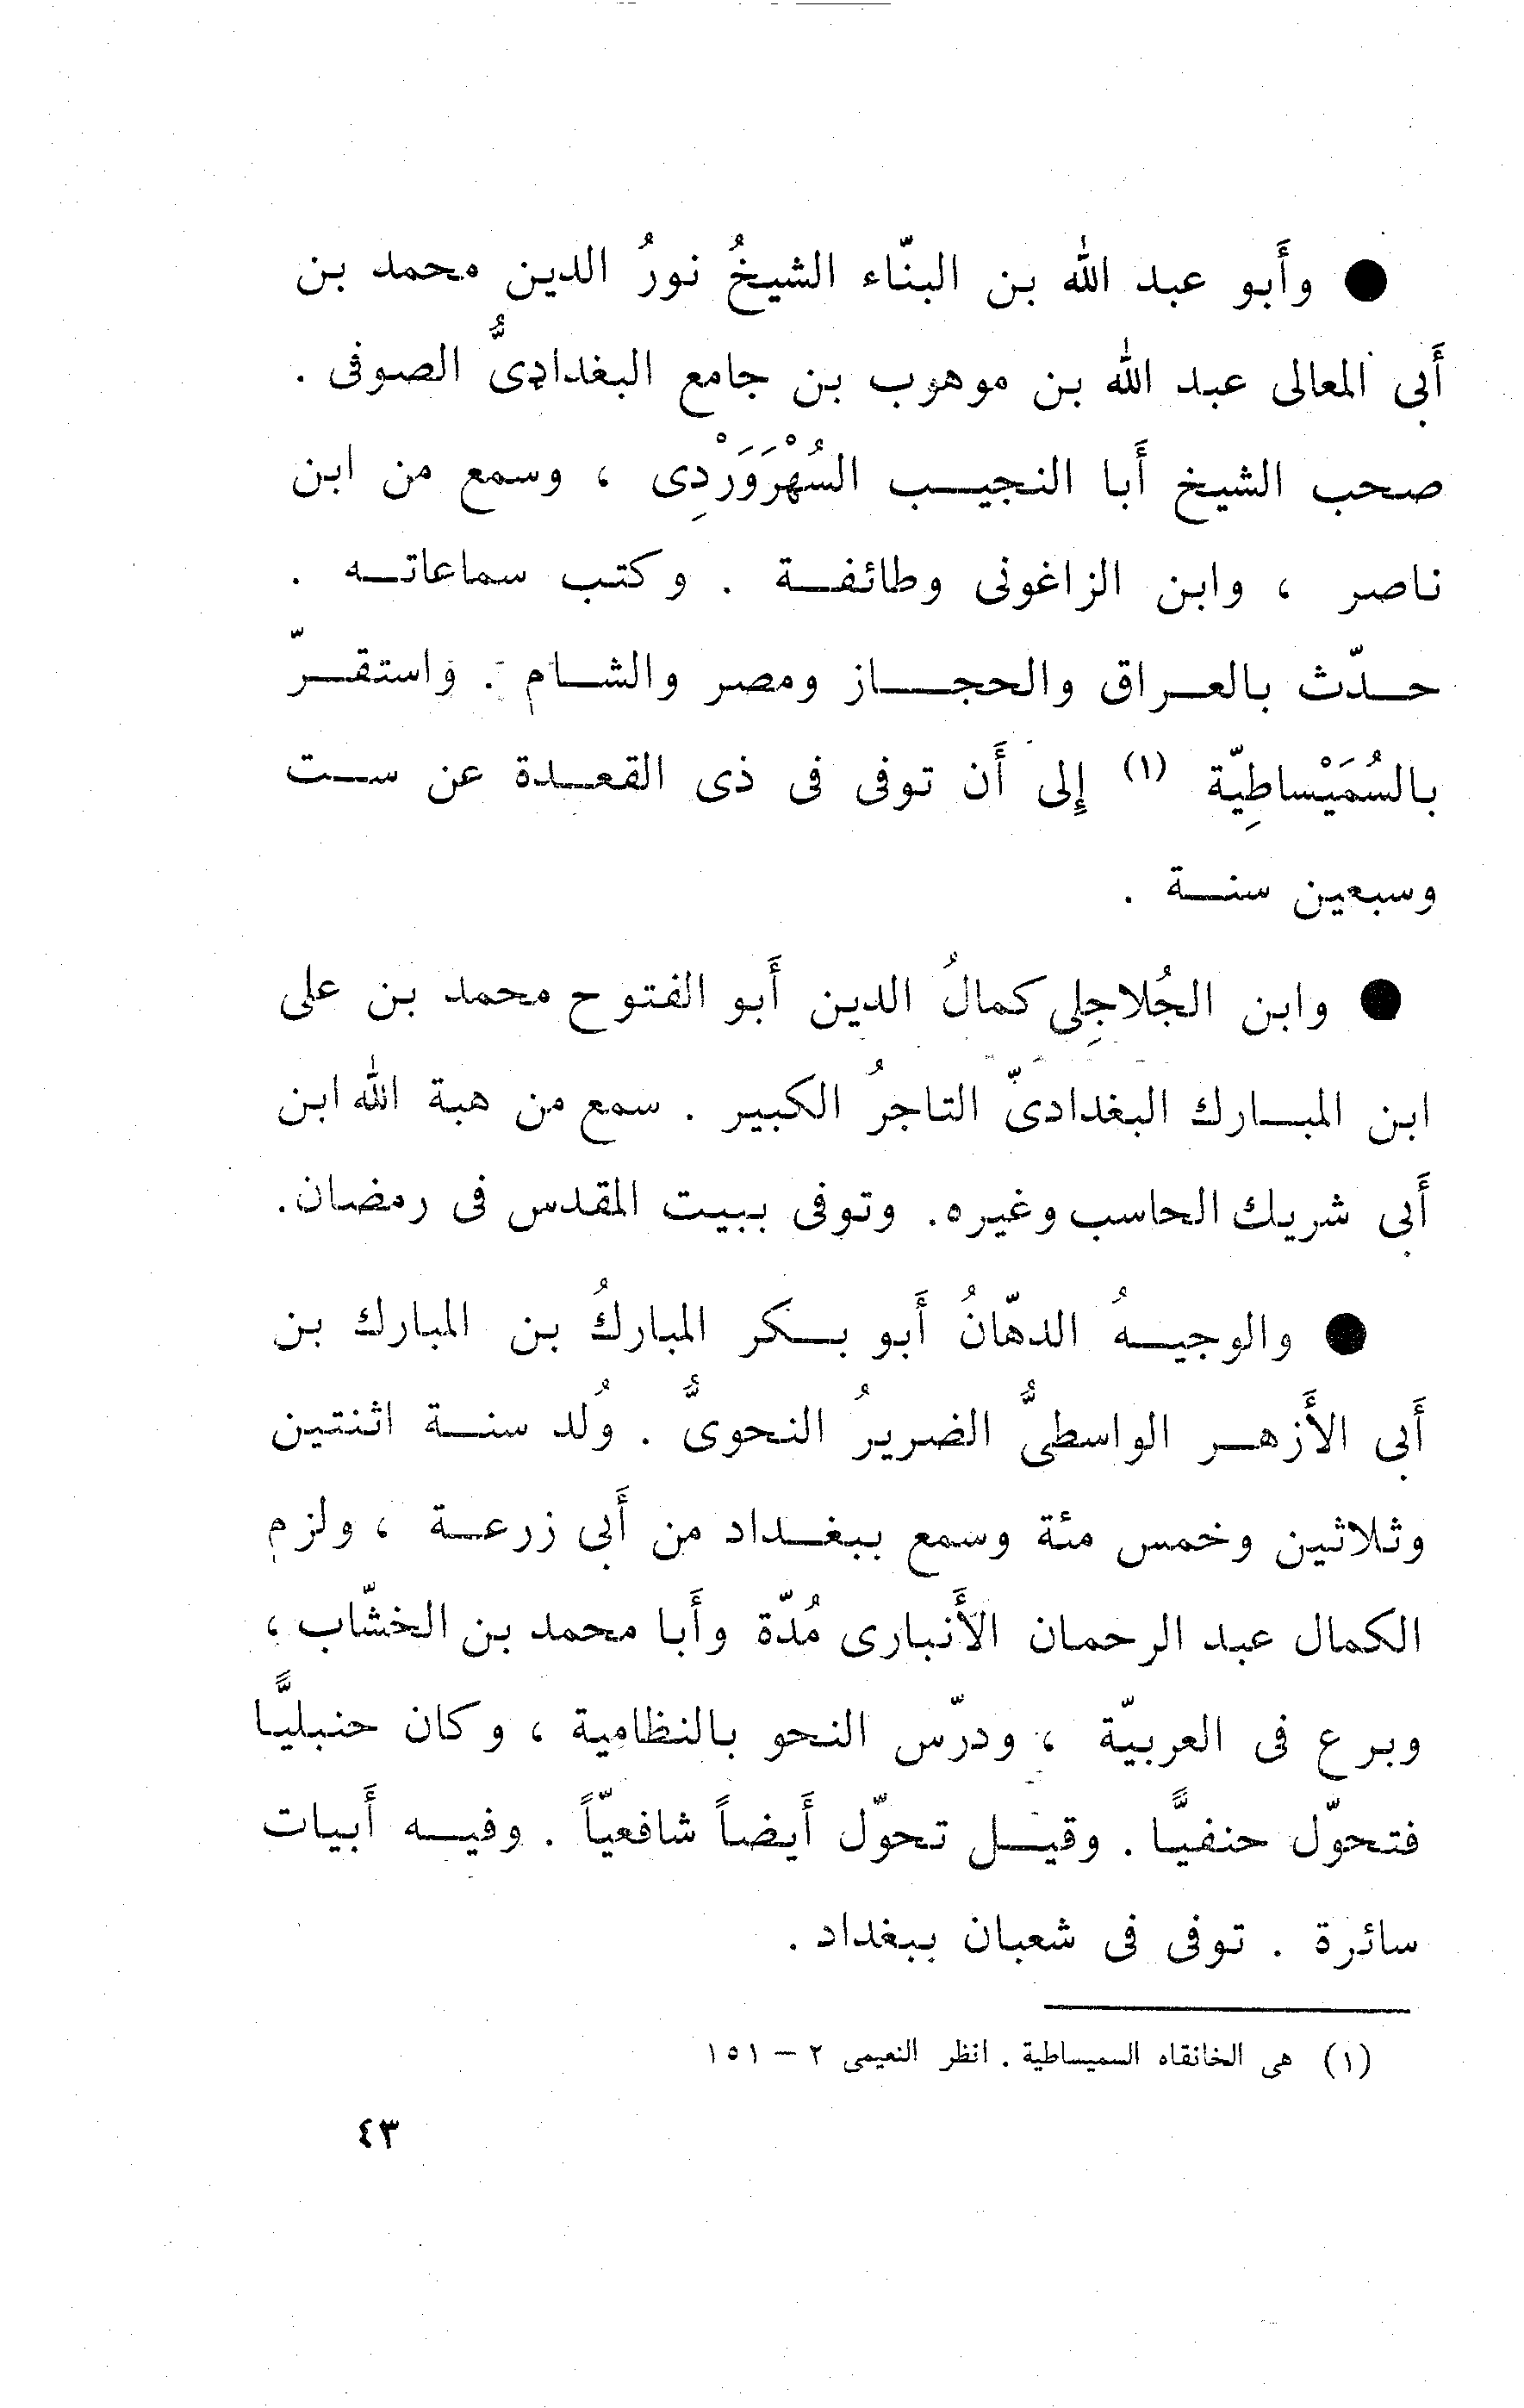 ● وأَبو عبد الله بن البنّاء الشيخُ نورُ الدين محمد بن
أَبى المعالى عبد الله بن موهوب بن جامع البغدادىُّ الصوفى .
صحب الشيخ أَبا النجيب السُهْرَوَرْدِى ، وسمع من ابن
ناصر ، وابن الزاغونى وطائفة . وكتب سماعاته .
حدّث بالعراق والحجاز ومصر والشام . واستقرّ
بالسُمَيْساطِيّة (١) إِلى أَن توفى فى ذى القعدة عن ست
وسبعين سنة .
● وابن الجُلاجِلى كمالُ الدين أَبو الفتوح محمد بن على
ابن المبارك البغدادىّ التاجرُ الكبير . سمع من هبة الله ابن
أَبى شريك الحاسب وغيره. وتوفى ببيت المقدس فى رمضان.
● والوجيهُ الدهّانُ أَبو بكر المباركُ بن المبارك بن
أَبى الأَزهر الواسطىُّ الضريرُ النحوىُّ . وُلد سنة اثنتين
وثلاثين وخمس مئة وسمع ببغداد من أَبى زرعة ، ولزم
الكمال عبد الرحمان الأَنبارى مُدّة وأَبا محمد بن الخشّاب ،
وبرع فى العربيّة ، ودرّس النحو بالنظامية ، وكان حنبليًّا
فتحوّل حنفيًّا . وقيل تحوّل أَيضاً شافعيّاً . وفيه أَبيات
سائرة . توفى فى شعبان ببغداد .
(١) هى الخانقاه السميساطية . انظر النعيمى ٢ – ١٥١
٤٣